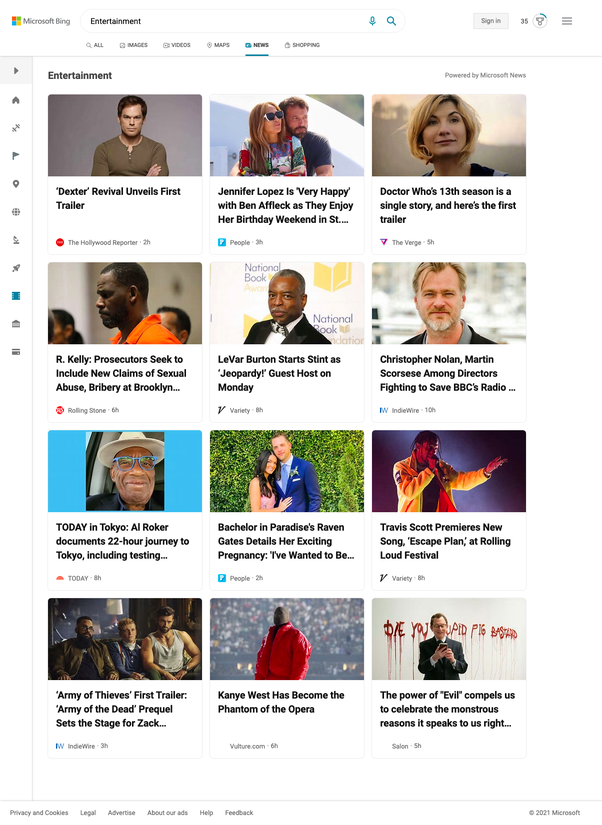 Microsoft Bing
Entertainment
Sign in
35
ALL
IMAGES
VIDEOS
MAPS
NEWS
SHOPPING
Entertainment
Powered by Microsoft News
‘Dexter’ Revival Unveils First
Trailer
The Hollywood Reporter · 2h
Jennifer Lopez Is 'Very Happy'
with Ben Affleck as They Enjoy
Her Birthday Weekend in St....
People · 3h
Doctor Who’s 13th season is a
single story, and here’s the first
trailer
The Verge · 5h
R. Kelly: Prosecutors Seek to
Include New Claims of Sexual
Abuse, Bribery at Brooklyn...
Rolling Stone · 6h
National
Book
Awards
National
Book
Foundation
LeVar Burton Starts Stint as
‘Jeopardy!’ Guest Host on
Monday
Variety · 8h
Christopher Nolan, Martin
Scorsese Among Directors
Fighting to Save BBC’s Radio ...
IndieWire · 10h
TODAY in Tokyo: Al Roker
documents 22-hour journey to
Tokyo, including testing...
TODAY · 8h
Bachelor in Paradise's Raven
Gates Details Her Exciting
Pregnancy: 'I've Wanted to Be...
People · 2h
Travis Scott Premieres New
Song, ‘Escape Plan,’ at Rolling
Loud Festival
Variety · 8h
‘Army of Thieves’ First Trailer:
‘Army of the Dead’ Prequel
Sets the Stage for Zack...
IndieWire · 3h
Kanye West Has Become the
Phantom of the Opera
Vulture.com · 6h
DIE YOU UPID PIG BASTARD
The power of "Evil" compels us
to celebrate the monstrous
reasons it speaks to us right...
Salon · 5h
Privacy and Cookies
Legal
Advertise
About our ads
Help
Feedback
© 2021 Microsoft